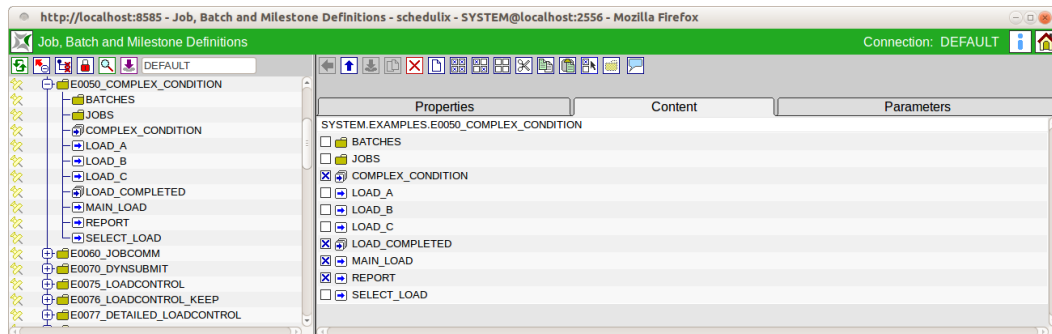 http://localhost:8585 - Job, Batch and Milestone Definitions - schedulix - SYSTEM@localhost:2556 - Mozilla Firefox
Job, Batch and Milestone Definitions
Connection: DEFAULT
DEFAULT
E0050_COMPLEX_CONDITION
BATCHES
JOBS
COMPLEX_CONDITION
LOAD_A
LOAD_B
LOAD_C
LOAD_COMPLETED
MAIN_LOAD
REPORT
SELECT_LOAD
E0060_JOBCOMM
E0070_DYNSUBMIT
E0075_LOADCONTROL
E0076_LOADCONTROL_KEEP
E0077_DETAILED_LOADCONTROL
Properties
Content
Parameters
SYSTEM.EXAMPLES.E0050_COMPLEX_CONDITION
BATCHES
JOBS
COMPLEX_CONDITION
LOAD_A
LOAD_B
LOAD_C
LOAD_COMPLETED
MAIN_LOAD
REPORT
SELECT_LOAD